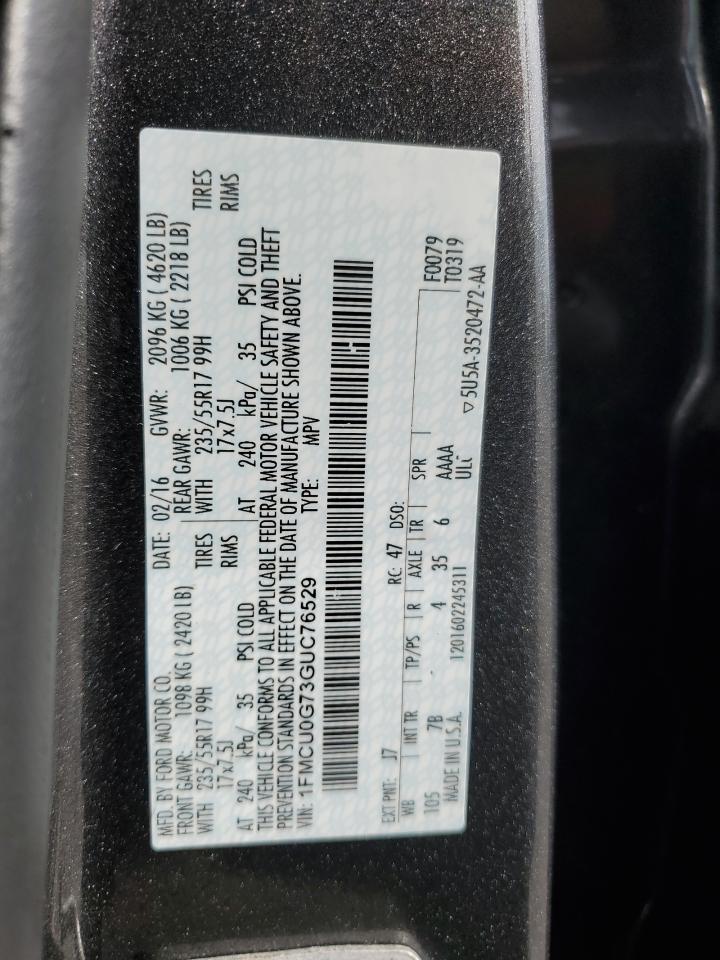 MFD. BY FORD MOTOR CO. DATE: 02/16 GVWR: 2096 KG ( 4620 LB)
FRONT GAWR: 1098 KG ( 2420 LB) REAR GAWR: 1006 KG ( 2218 LB)
WITH 235/55R17 99H TIRES WITH 235/55R17 99H TIRES
17x7.5J RIMS 17x7.5J RIMS
AT 240 kPa/ 35 PSI COLD AT 240 kPa/ 35 PSI COLD
THIS VEHICLE CONFORMS TO ALL APPLICABLE FEDERAL MOTOR VEHICLE SAFETY AND THEFT
PREVENTION STANDARDS IN EFFECT ON THE DATE OF MANUFACTURE SHOWN ABOVE.
VIN: 1FMCU0G73GUC76529 TYPE: MPV
EXT PNT: J7 RC: 47 DSO:
WB INT TR TP/PS R AXLE TR SPR F0079
105 7B - 4 35 6 AAAA T0319
MADE IN U.S.A. 1201602245311 UL
▽5U5A-3520472-AA